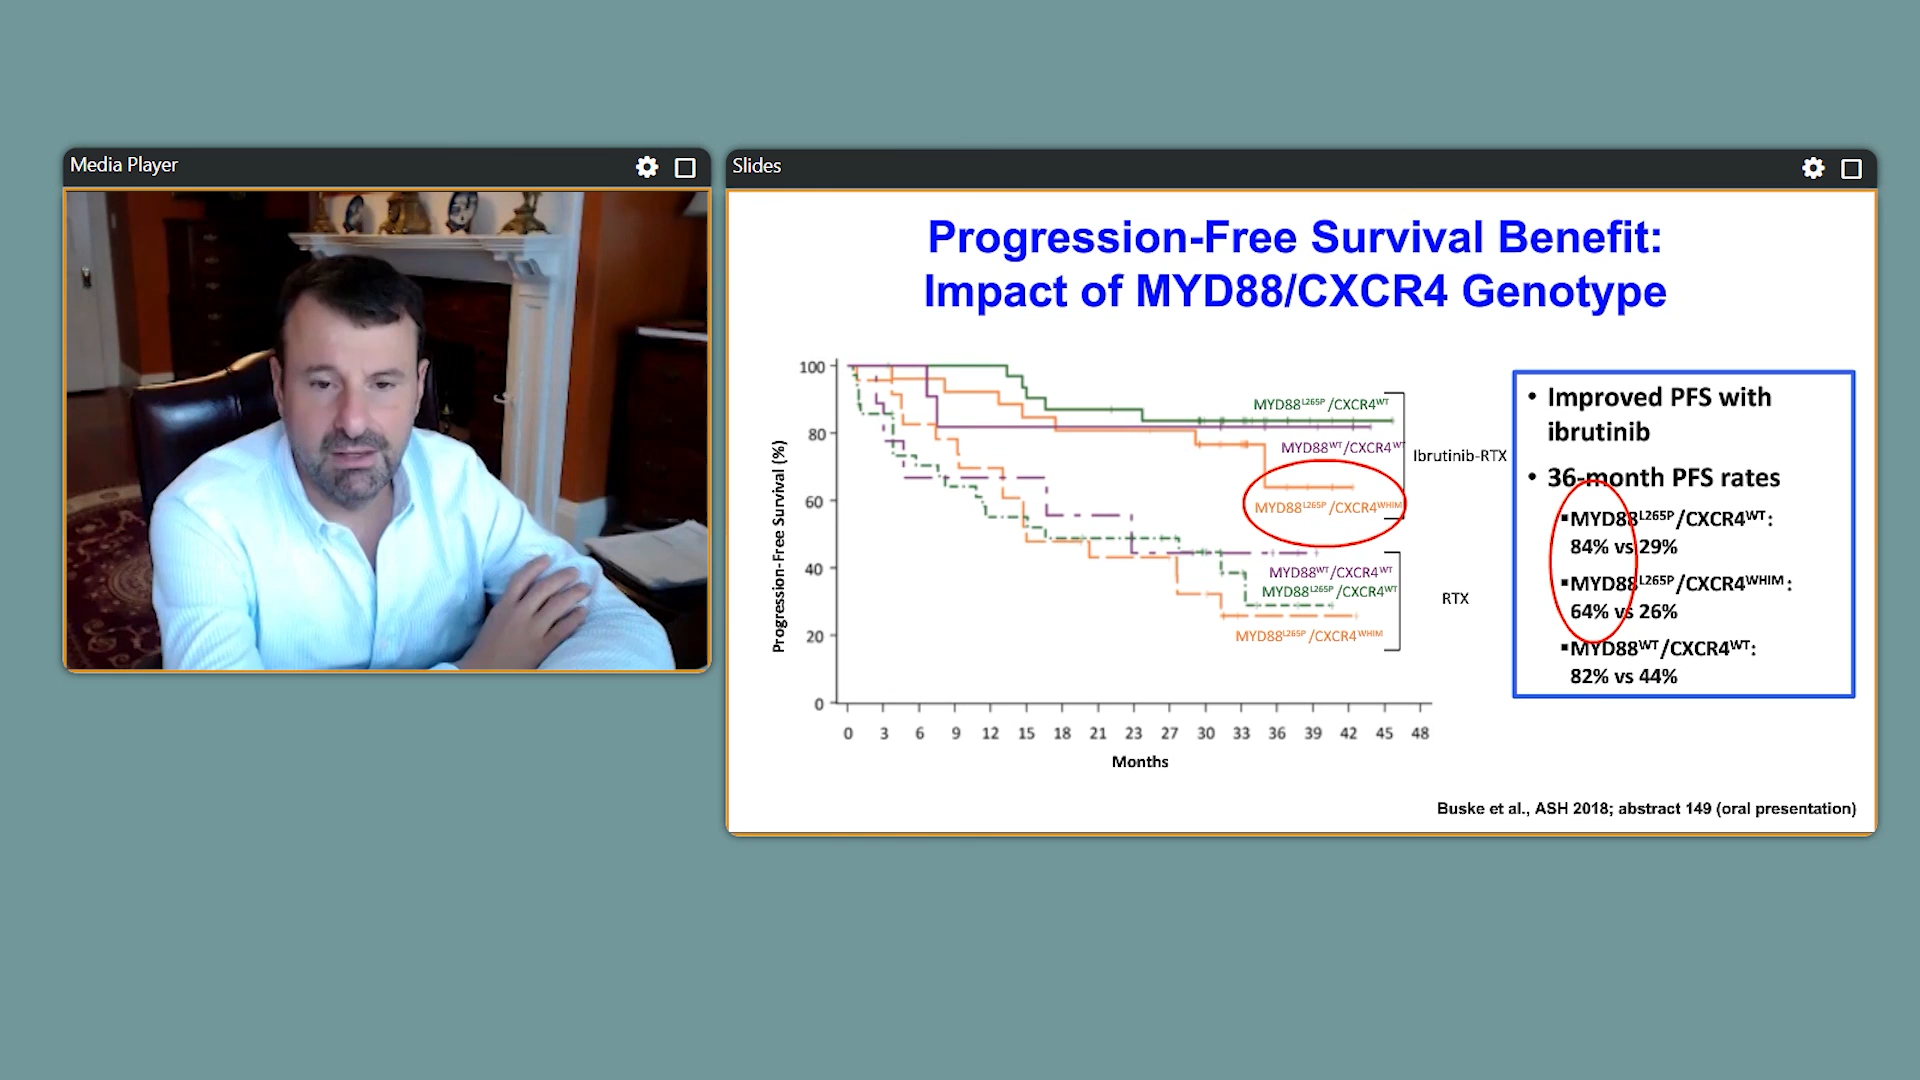 Media Player
Slides
Progression-Free Survival Benefit:
Impact of MYD88/CXCR4 Genotype
Progression-Free Survival (%)
100
80
60
40
20
0
0 3 6 9 12 15 18 21 23 27 30 33 36 39 42 45 48
Months
MYD88L265P/CXCR4WT
MYD88WT/CXCR4WT
MYD88L265P/CXCR4WHIM
Ibrutinib-RTX
MYD88WT/CXCR4WT
MYD88L265P/CXCR4WT
MYD88L265P/CXCR4WHIM
RTX
• Improved PFS with
ibrutinib
• 36-month PFS rates
▪MYD88L265P/CXCR4WT:
84% vs 29%
▪MYD88L265P/CXCR4WHIM:
64% vs 26%
▪MYD88WT/CXCR4WT:
82% vs 44%
Buske et al., ASH 2018; abstract 149 (oral presentation)